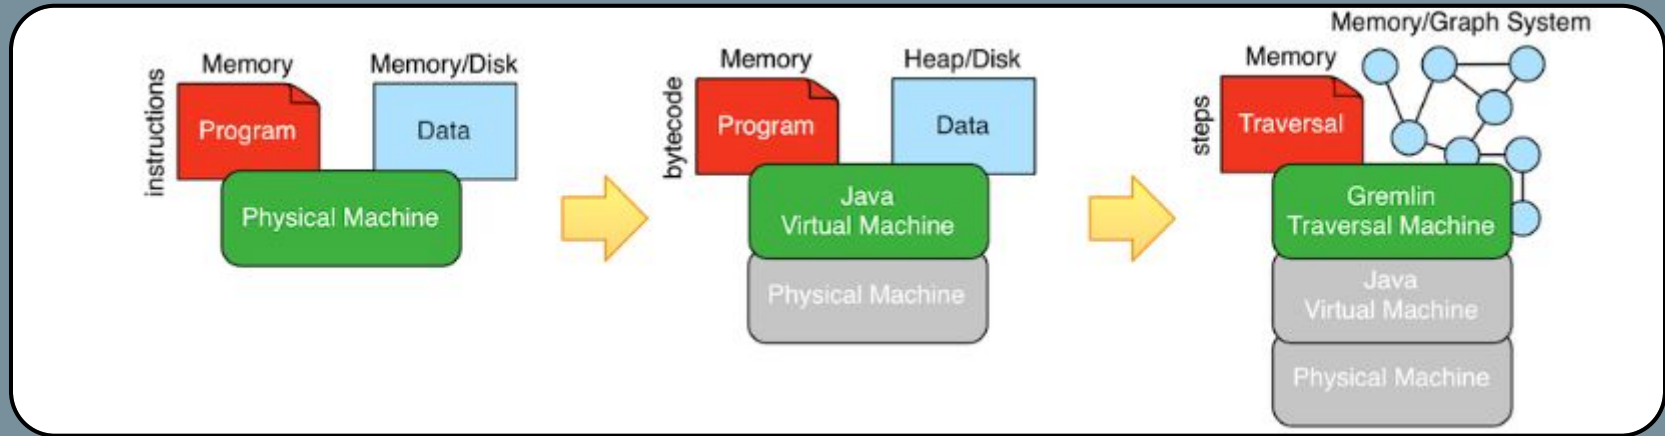 Memory
Memory/Disk
instructions
Program
Data
Physical Machine
Memory
Heap/Disk
bytecode
Program
Data
Java
Virtual Machine
Physical Machine
Memory/Graph System
Memory
steps
Traversal
Gremlin
Traversal Machine
Java
Virtual Machine
Physical Machine